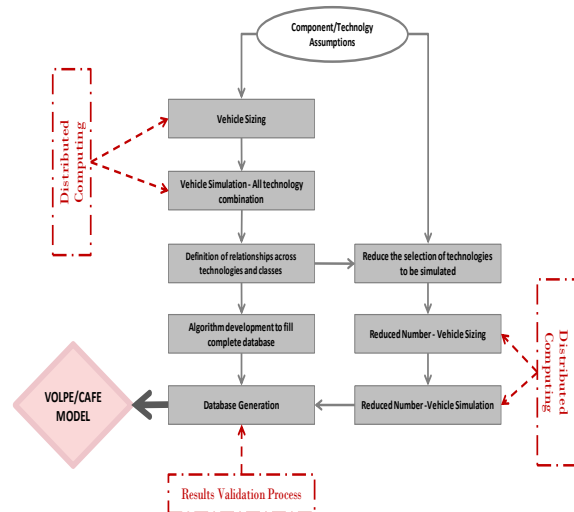 Component/Technolgy
Assumptions
Distributed
Computing
Vehicle Sizing
Vehicle Simulation - All technology
combination
Definition of relationships across
technologies and classes
Reduce the selection of technologies
to be simulated
Algorithm development to fill
complete database
Reduced Number - Vehicle Sizing
Distributed
Computing
VOLPE/CAFE
MODEL
Database Generation
Reduced Number -Vehicle Simulation
Results Validation Process